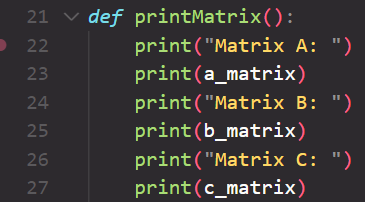 21 def printMatrix():
22     print("Matrix A: ")
23     print(a_matrix)
24     print("Matrix B: ")
25     print(b_matrix)
26     print("Matrix C: ")
27     print(c_matrix)